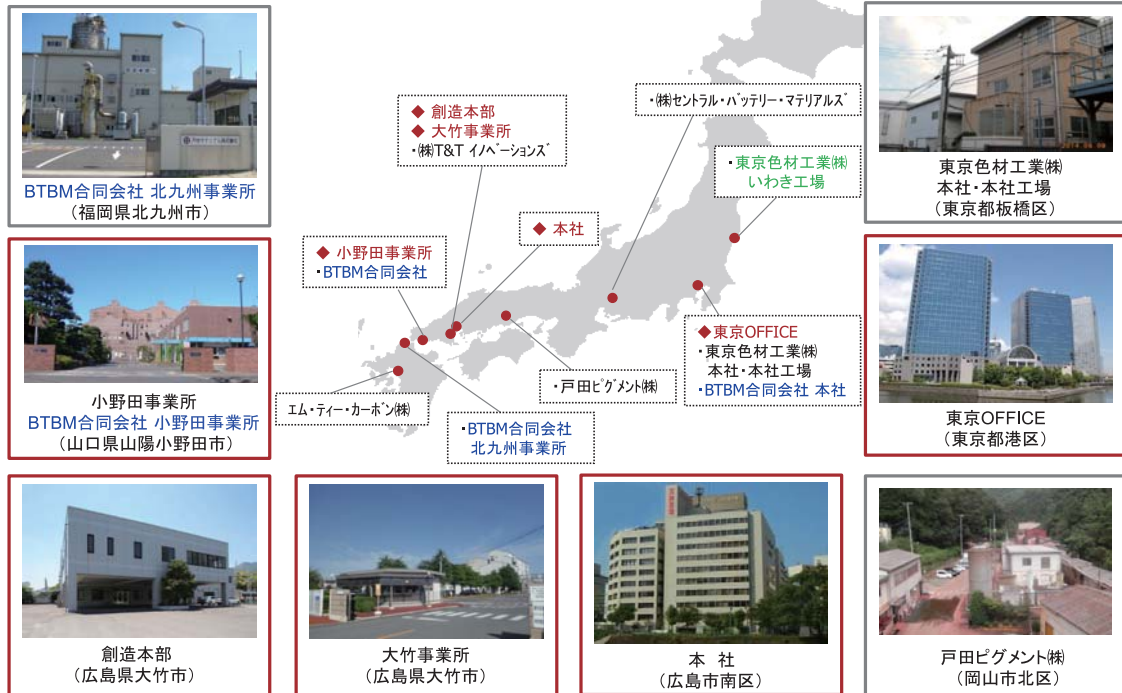 BTBM合同会社 北九州事業所
(福岡県北九州市)
◆ 創造本部
◆ 大竹事業所
・㈱T&T イノベーションズ
・(株)セントラル・バッテリー・マテリアルズ
・東京色材工業㈱
いわき工場
東京色材工業㈱
本社・本社工場
(東京都板橋区)
◆ 本社
◆ 小野田事業所
・BTBM合同会社
小野田事業所
BTBM合同会社 小野田事業所
(山口県山陽小野田市)
エム・ティー・カーボン㈱
・BTBM合同会社
北九州事業所
・戸田ピグメント㈱
◆東京OFFICE
・東京色材工業㈱
本社・本社工場
・BTBM合同会社 本社
東京OFFICE
(東京都港区)
創造本部
(広島県大竹市)
大竹事業所
(広島県大竹市)
本 社
(広島市南区)
戸田ピグメント㈱
(岡山市北区)